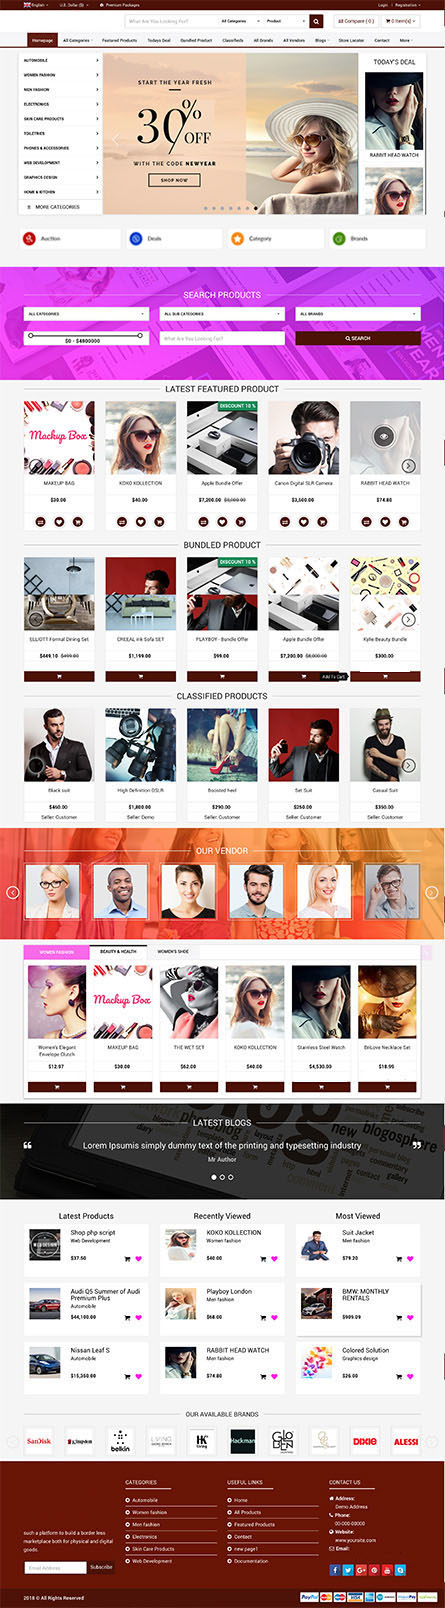 English
U.S. Dollar ($)
Premium Packages
Login
Registration
What Are You Looking For?
All Categories
Product
Compare ( 0 )
0 Item(s)
Homepage
All Categories
Featured Products
Todays Deal
Bundled Product
Classifieds
All Brands
All Vendors
Blogs
Store Locator
Contact
More
AUTOMOBILE
WOMEN FASHION
MEN FASHION
ELECTRONICS
SKIN CARE PRODUCTS
TOILETRIES
PHONES & ACCESSORIES
WEB DEVELOPMENT
GRAPHICS DESIGN
HOME & KITCHEN
MORE CATEGORIES
START THE YEAR FRESH
30%
OFF
WITH THE CODE NEWYEAR
SHOP NOW
TODAYS DEAL
RABBIT HEAD WATCH
Auction
Deals
Category
Brands
SEARCH PRODUCTS
ALL CATEGORIES
ALL SUB CATEGORIES
ALL BRANDS
$0 - $4800000
What Are You Looking For?
SEARCH
LATEST FEATURED PRODUCT
DISCOUNT 10 %
Mackup Box
MAKEUP BAG
KOKO KOLLECTION
Apple Bundle Offer
Canon Digital SLR Camera
RABBIT HEAD WATCH
$30.00
$40.00
$7,200.00 $8,000.00
$3,500.00
$74.80
BUNDLED PRODUCT
DISCOUNT 10 %
ELLIOTT Formal Dining Set
CREEAL ink Sofa SET
PLAYBOY - Bundle Offer
Apple Bundle Offer
Kylie Beauty Bundle
$449.10 $499.00
$1,199.00
$99.00
$7,200.00 $8,000.00
$300.00
Add To Cart
CLASSIFIED PRODUCTS
Black suit
High Definition DSLR
Boosted heel
Set Suit
Casual Suit
$450.00
$1,800.00
$290.00
$250.00
$350.00
Seller: Customer
Seller: Demo
Seller: Customer
Seller: Customer
Seller: Customer
OUR VENDOR
WOMEN FASHION
BEAUTY & HEALTH
WOMEN'S SHOE
Mackup Box
Women's Elegant
Envelope Clutch
MAKEUP BAG
THE WET SET
KOKO KOLLECTION
Stainless Steel Watch
BnLove Necklace Set
$12.97
$30.00
$62.00
$40.00
$4,530.00
$18.99
LATEST BLOGS
Lorem Ipsumis simply dummy text of the printing and typesetting industry
Mr Author
Latest Products
Recently Viewed
Most Viewed
Shop php script
Web Development
$37.50
KOKO KOLLECTION
Women fashion
$40.00
Suit Jacket
Men fashion
$79.20
Audi Q5 Summer of Audi
Premium Plus
Automobile
$44,100.00
Playboy London
Men fashion
$68.00
BMW: MONTHLY
RENTALS
$909.09
Nissan Leaf S
Automobile
$15,350.00
RABBIT HEAD WATCH
Men fashion
$74.80
Colored Solution
Graphics design
$26.00
OUR AVAILABLE BRANDS
SanDisk
Kingston
belkin
LIVING
HK
living
Hackman
GLOBEN
DIXIE
ALESSI
such a platform to build a border less
marketplace both for physical and digital
goods.
Email Address
Subscribe
CATEGORIES
Automobile
Women fashion
Men fashion
Electronics
Skin Care Products
Web Development
USEFUL LINKS
Home
All Products
Featured Products
Contact
new page1
Documentation
CONTACT US
Address:
Demo Address
Phone:
00-000 00000
Website:
www.yoursite.com
Email:
2018 © All Rights Reserved
PayPal